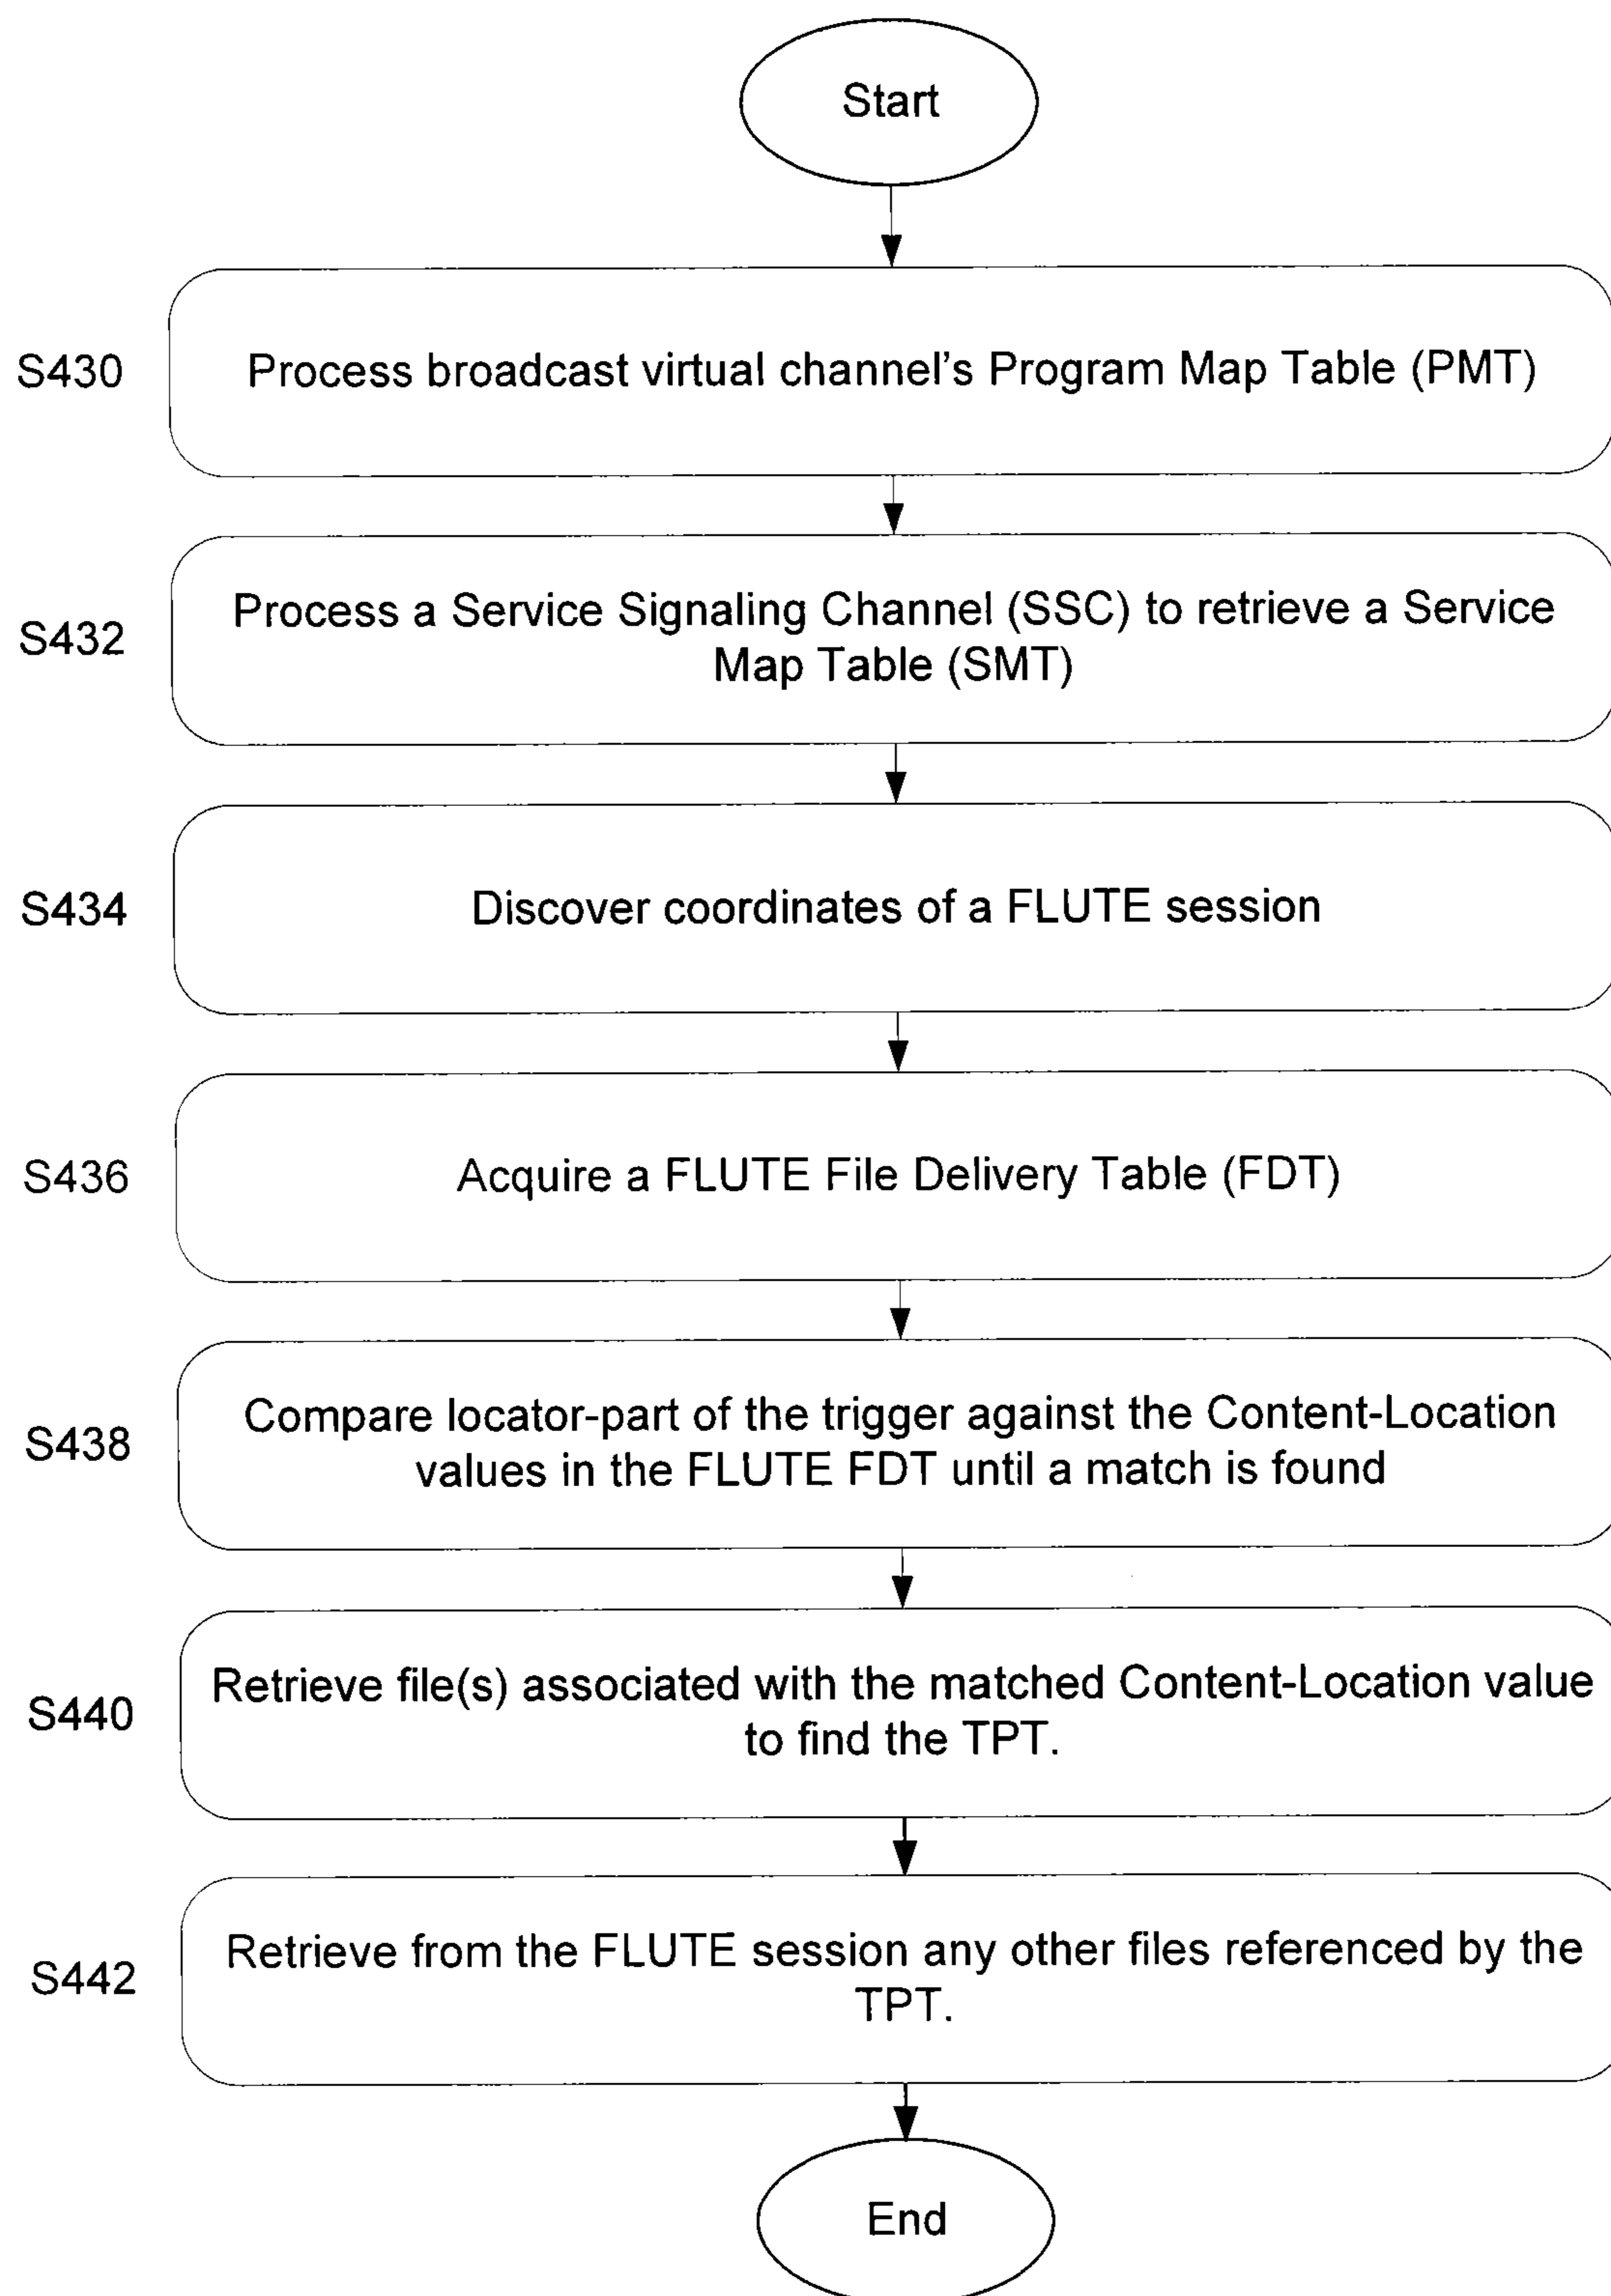 Start
S430
Process broadcast virtual channel's Program Map Table (PMT)
S432
Process a Service Signaling Channel (SSC) to retrieve a Service
Map Table (SMT)
S434
Discover coordinates of a FLUTE session
S436
Acquire a FLUTE File Delivery Table (FDT)
S438
Compare locator-part of the trigger against the Content-Location
values in the FLUTE FDT until a match is found
S440
Retrieve file(s) associated with the matched Content-Location value
to find the TPT.
S442
Retrieve from the FLUTE session any other files referenced by the
TPT.
End